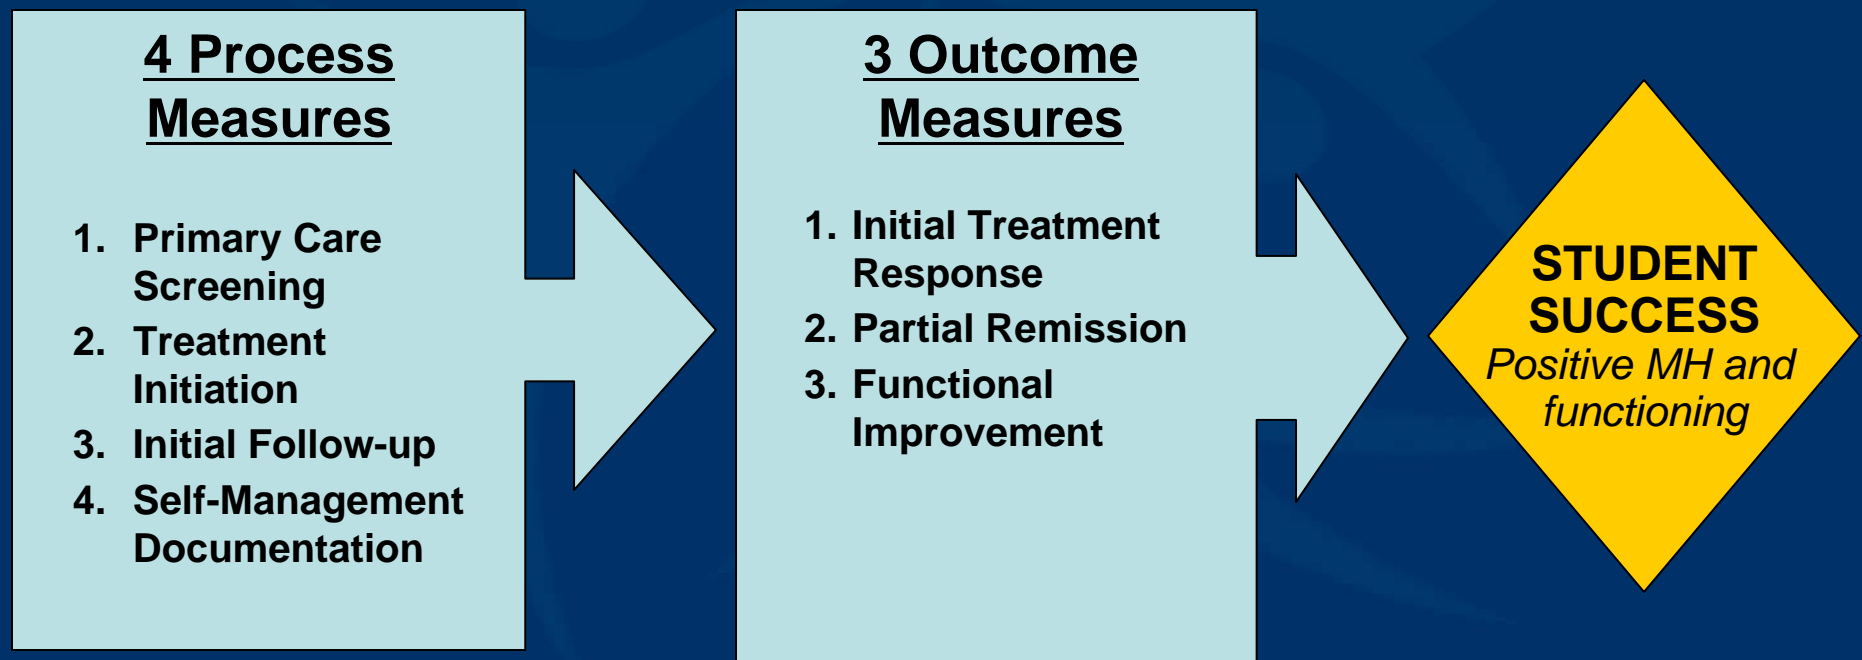 4 Process
Measures
1. Primary Care
Screening
2. Treatment
Initiation
3. Initial Follow-up
4. Self-Management
Documentation
3 Outcome
Measures
1. Initial Treatment
Response
2. Partial Remission
3. Functional
Improvement
STUDENT
SUCCESS
Positive MH and
functioning